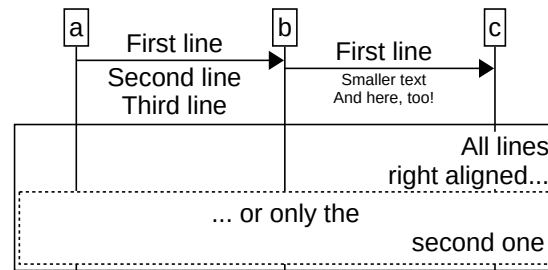 a
b
c
First line
Second line
Third line
First line
Smaller text
And here, too!
All lines
right aligned...
... or only the
second one